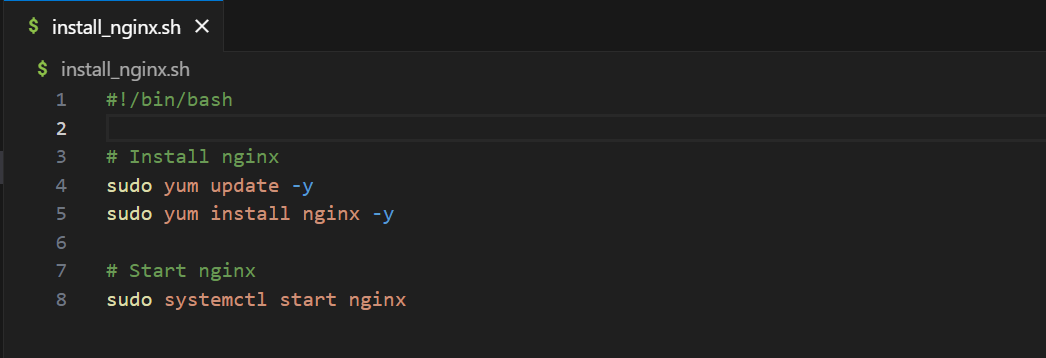 $ install_nginx.sh ✕
$ install_nginx.sh
1 #!/bin/bash
2
3 # Install nginx
4 sudo yum update -y
5 sudo yum install nginx -y
6
7 # Start nginx
8 sudo systemctl start nginx